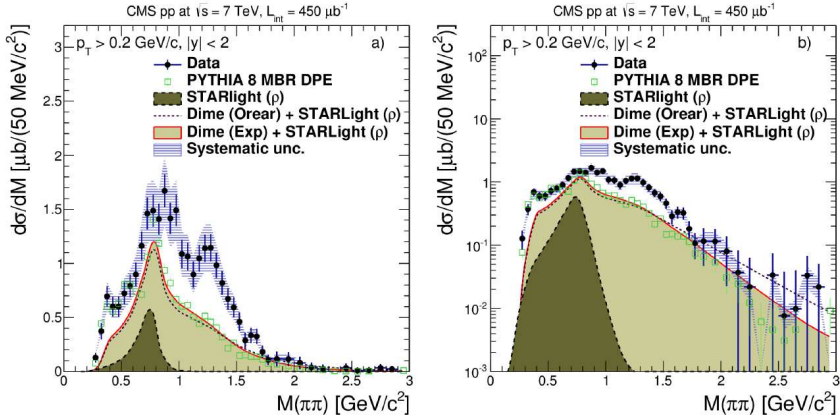 CMS pp at √s = 7 TeV, L_int = 450 μb⁻¹
p_T > 0.2 GeV/c, |y| < 2
a)
Data
PYTHIA 8 MBR DPE
STARlight (ρ)
Dime (Orear) + STARLight (ρ)
Dime (Exp) + STARLight (ρ)
Systematic unc.
dσ/dM [μb/(50 MeV/c²)]
3
2.5
2
1.5
1
0.5
0
0 0.5 1 1.5 2 2.5 3
M(ππ) [GeV/c²]
CMS pp at √s = 7 TeV, L_int = 450 μb⁻¹
p_T > 0.2 GeV/c, |y| < 2
b)
Data
PYTHIA 8 MBR DPE
STARlight (ρ)
Dime (Orear) + STARLight (ρ)
Dime (Exp) + STARLight (ρ)
Systematic unc.
dσ/dM [μb/(50 MeV/c²)]
10²
10
1
10⁻¹
10⁻²
10⁻³
0 0.5 1 1.5 2 2.5 3
M(ππ) [GeV/c²]